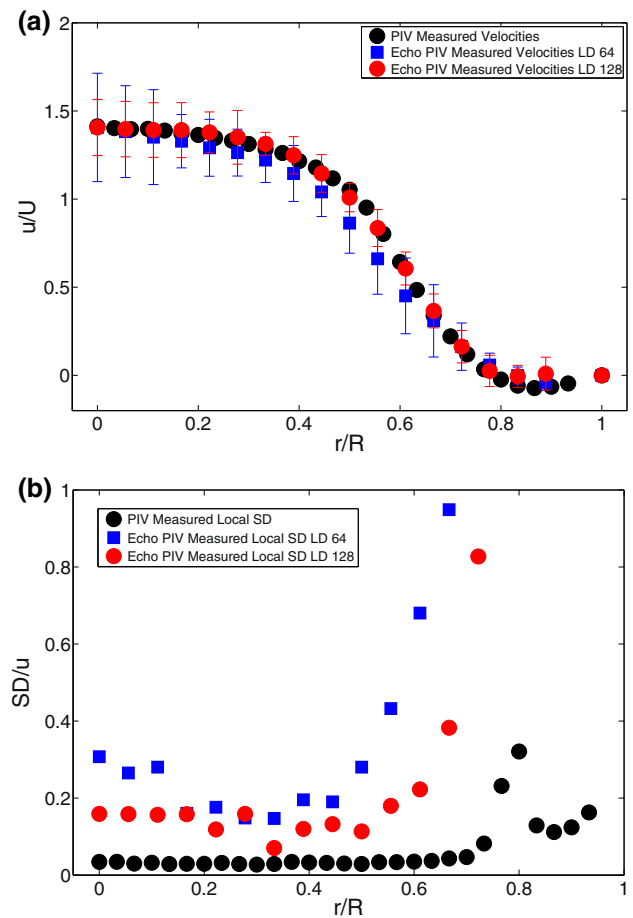 (a)
2
1.5
1
0.5
0
u/U
PIV Measured Velocities
Echo PIV Measured Velocities LD 64
Echo PIV Measured Velocities LD 128
0 0.2 0.4 0.6 0.8 1
r/R
(b)
1
0.8
0.6
0.4
0.2
0
SD/u
PIV Measured Local SD
Echo PIV Measured Local SD LD 64
Echo PIV Measured Local SD LD 128
0 0.2 0.4 0.6 0.8 1
r/R